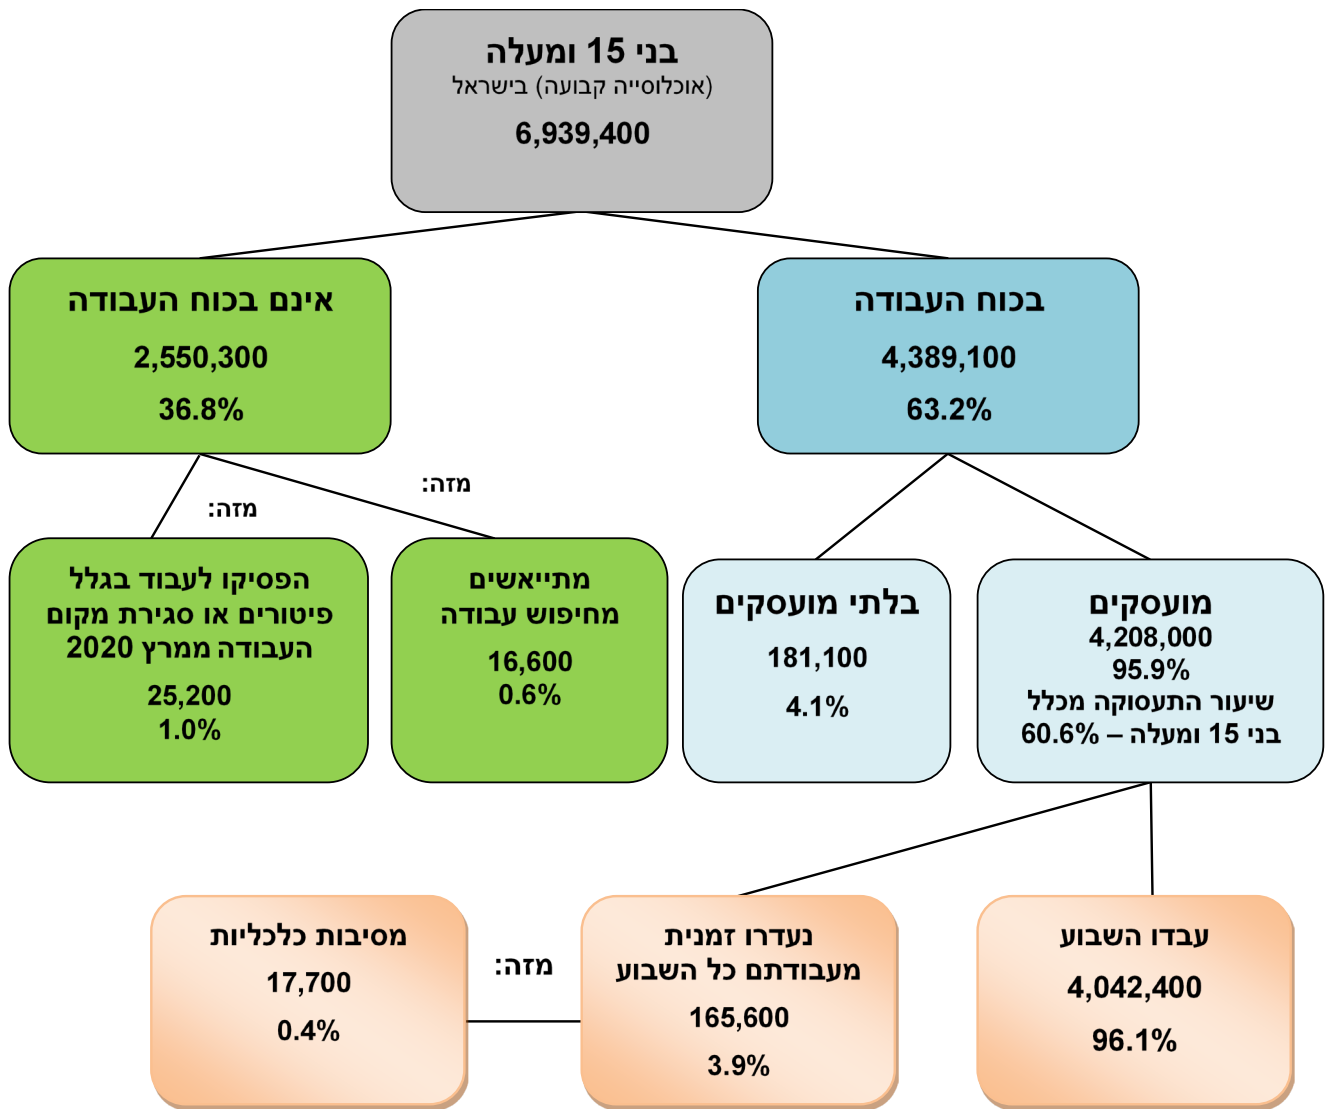 בני 15 ומעלה
(אוכלוסייה קבועה) בישראל
6,939,400
בכוח העבודה
4,389,100
63.2%
אינם בכוח העבודה
2,550,300
36.8%
מועסקים
4,208,000
95.9%
שיעור התעסוקה מכלל
בני 15 ומעלה – 60.6%
בלתי מועסקים
181,100
4.1%
מזה:
מתייאשים
מחיפוש עבודה
16,600
0.6%
מזה:
הפסיקו לעבוד בגלל
פיטורים או סגירת מקום
העבודה ממרץ 2020
25,200
1.0%
עבדו השבוע
4,042,400
96.1%
נעדרו זמנית
מעבודתם כל השבוע
165,600
3.9%
מזה:
מסיבות כלכליות
17,700
0.4%